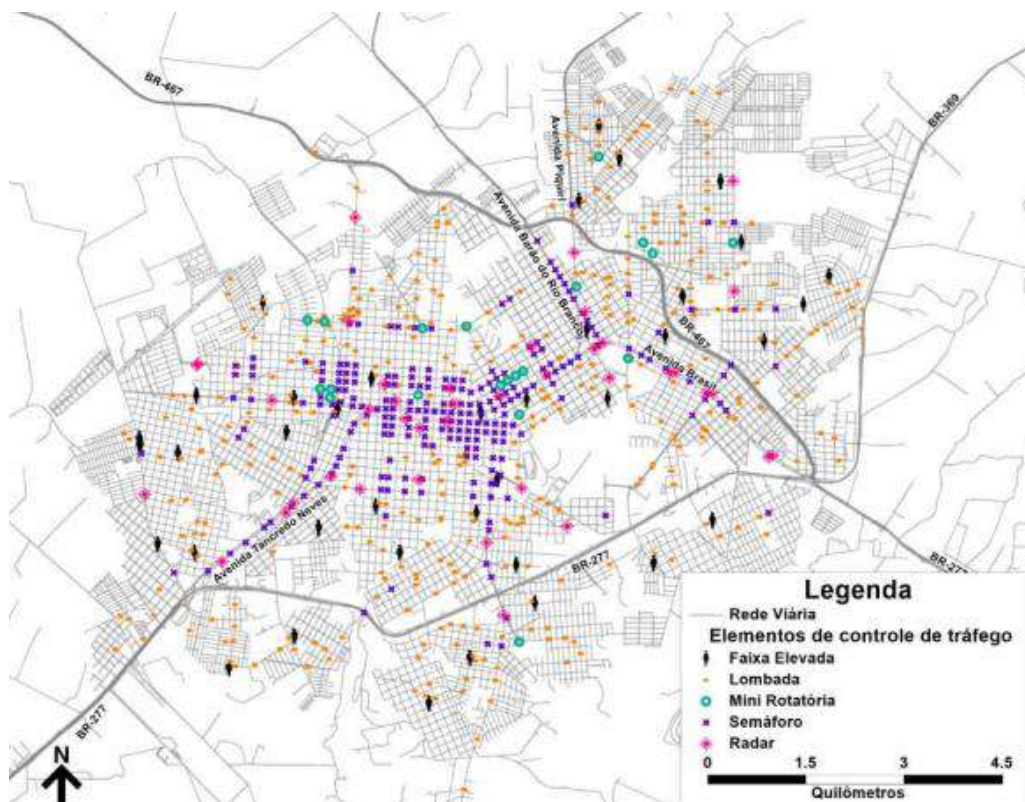 BR-467
Avenida Piquri
BR-369
Avenida Barão do Rio Branco
BR-467
Avenida Brasil
Avenida Tancredo Neves
BR-277
BR-277
BR-277
N
Legenda
Rede Viária
Elementos de controle de tráfego
Faixa Elevada
Lombada
Mini Rotatória
Semáforo
Radar
0 1.5 3 4.5
Quilômetros